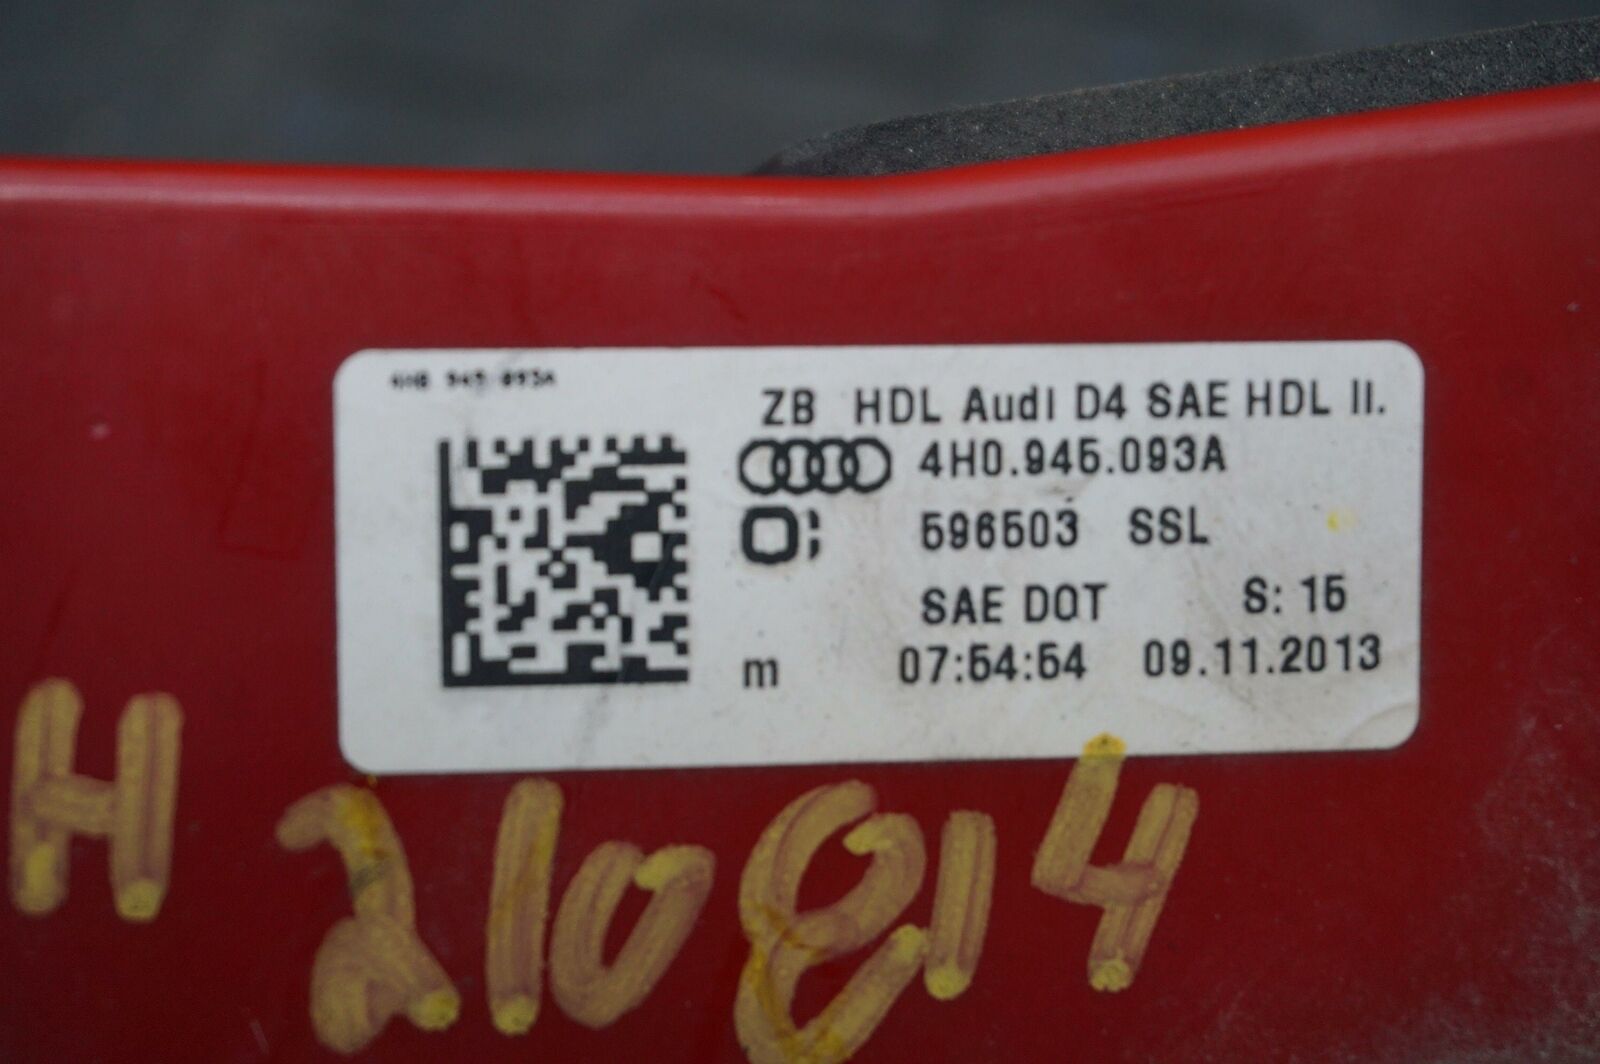 4H0 945 093A
ZB HDL Audi D4 SAE HDL II.
4H0.945.093A
596503 SSL
SAE DOT S: 15
m 07:54:54 09.11.2013
H 210814